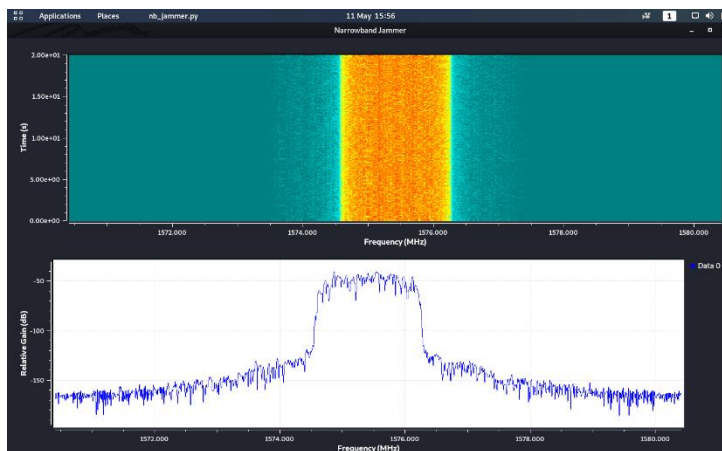 Applications Places nb_jammer.py 11 May 15:56 1
Narrowband Jammer
2.00e+01
1.50e+01
1.00e+01
5.00e+00
0.00e+00
Time (s)
1572.000 1574.000 1576.000 1578.000 1580.000
Frequency (MHz)
Data 0
-50
-100
-150
Relative Gain (dB)
1572.000 1574.000 1576.000 1578.000 1580.000
Frequency (MHz)